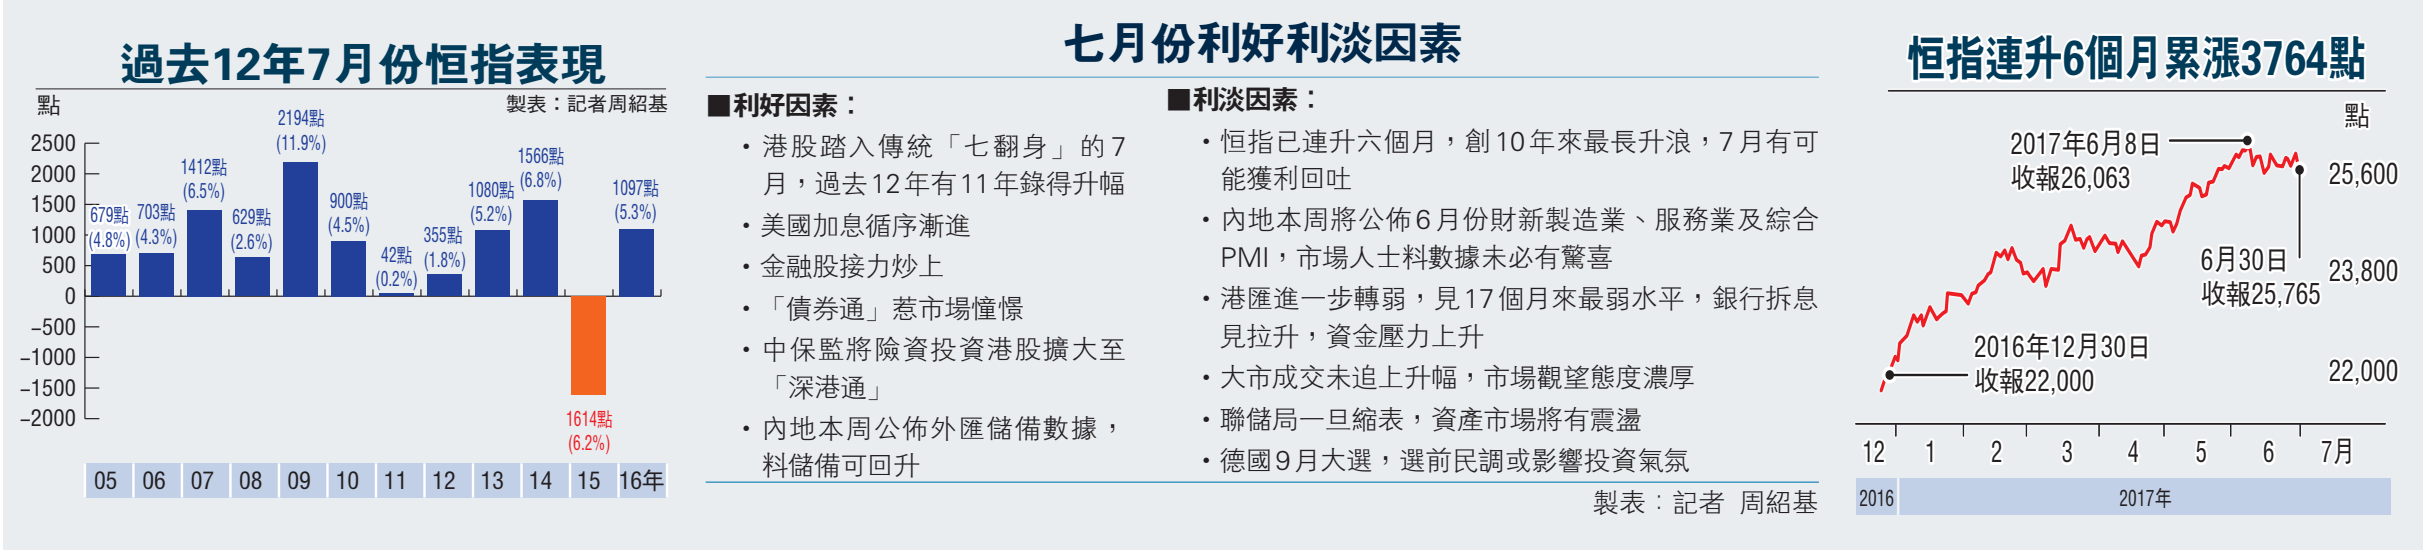 過去12年7月份恒指表現
製表：記者周紹基
點
2500
2000
1500
1000
500
0
-500
-1000
-1500
-2000
679點
(4.8%)
703點
(4.3%)
1412點
(6.5%)
629點
(2.6%)
2194點
(11.9%)
900點
(4.5%)
42點
(0.2%)
355點
(1.8%)
1080點
(5.2%)
1566點
(6.8%)
1614點
(6.2%)
1097點
(5.3%)
05 06 07 08 09 10 11 12 13 14 15 16年
七月份利好利淡因素
■利好因素：
・港股踏入傳統「七翻身」的7
月，過去12年有11年錄得升幅
・美國加息循序漸進
・金融股接力炒上
・「債券通」惹市場憧憬
・中保監將險資投資港股擴大至
「深港通」
・內地本周公佈外匯儲備數據，
料儲備可回升
■利淡因素：
・恒指已連升六個月，創10年來最長升浪，7月有可
能獲利回吐
・內地本周將公佈6月份財新製造業、服務業及綜合
PMI，市場人士料數據未必有驚喜
・港匯進一步轉弱，見17個月來最弱水平，銀行拆息
見拉升，資金壓力上升
・大市成交未追上升幅，市場觀望態度濃厚
・聯儲局一旦縮表，資產市場將有震盪
・德國9月大選，選前民調或影響投資氣氛
製表：記者 周紹基
恒指連升6個月累漲3764點
點
2017年6月8日
收報26,063
25,600
6月30日
收報25,765
23,800
2016年12月30日
收報22,000
22,000
12 1 2 3 4 5 6 7月
2016 2017年